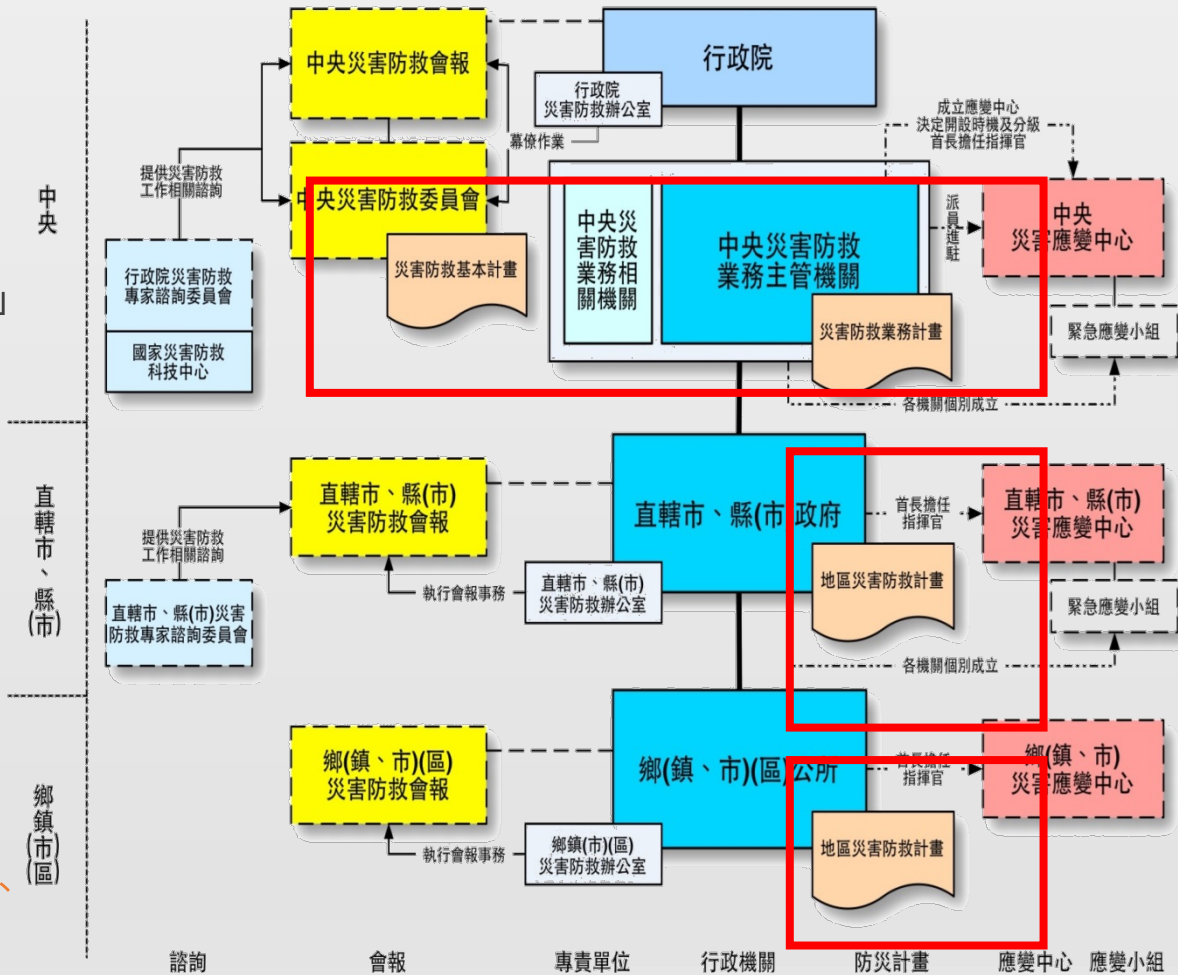 中央災害防救會報
行政院
行政院
災害防救辦公室
幕僚作業
成立應變中心
決定開設時機及分級
首長擔任指揮官
中央
提供災害防救
工作相關諮詢
中央災害防救委員會
災害防救基本計畫
中央災
害防救
業務相
關機關
中央災害防救
業務主管機關
災害防救業務計畫
派員進駐
中央
災害應變中心
緊急應變小組
各機關個別成立
行政院災害防救
專家諮詢委員會
國家災害防救
科技中心
」
直轄市、縣(市)
提供災害防救
工作相關諮詢
直轄市、縣(市)災害
防救專家諮詢委員會
直轄市、縣(市)
災害防救會報
執行會報事務
直轄市、縣(市)
災害防救辦公室
直轄市、縣(市)政府
地區災害防救計畫
首長擔任
指揮官
直轄市、縣(市)
災害應變中心
緊急應變小組
各機關個別成立
鄉鎮(市)(區)
鄉(鎮、市)(區)
災害防救會報
執行會報事務
鄉鎮(市)(區)
災害防救辦公室
鄉(鎮、市)(區)公所
地區災害防救計畫
首長擔任
指揮官
鄉(鎮、市)
災害應變中心
、
諮詢
會報
專責單位
行政機關
防災計畫
應變中心
應變小組